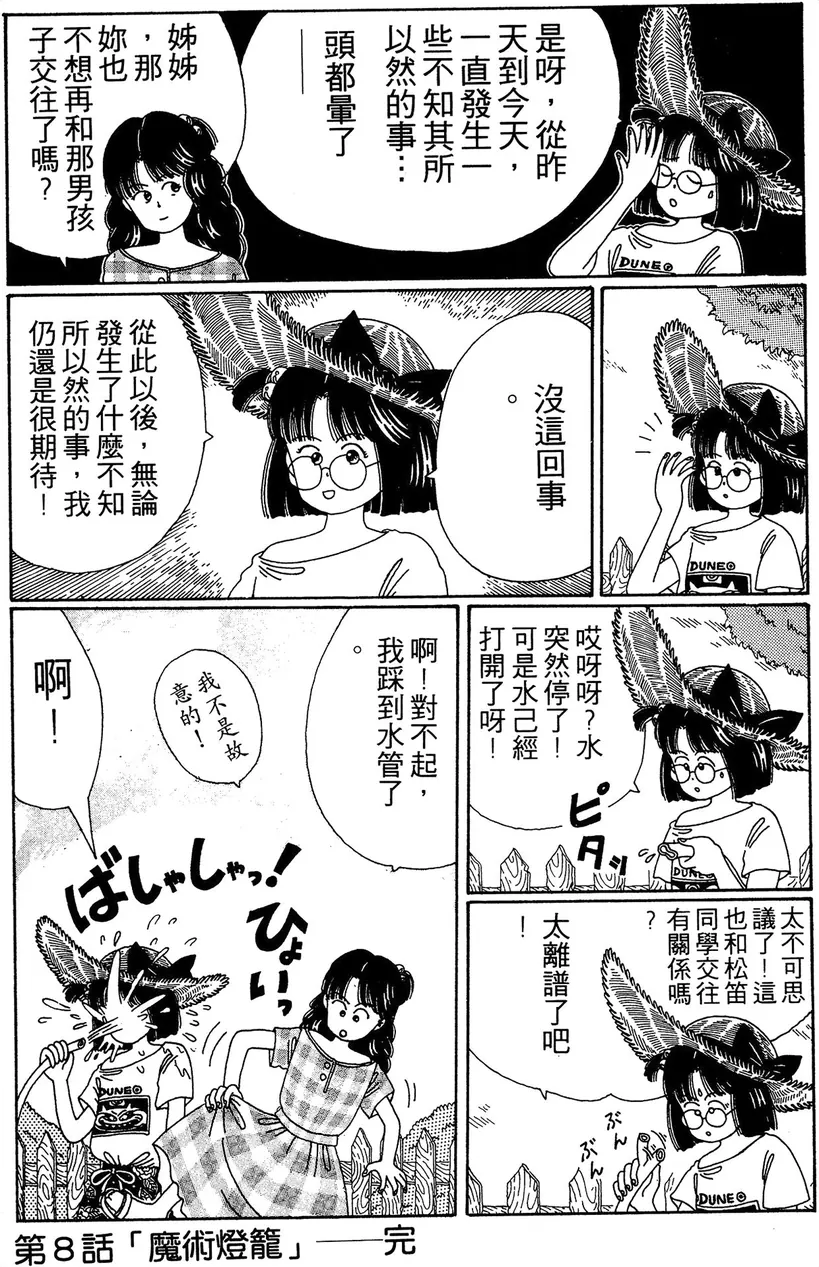 是呀，從昨
天到今天，
一直發生一
些不知其所
以然的事…
頭都暈了
——
DUNE
姊姊
，那
妳也
不想再和那男孩
子交往了嗎？
DUNE
沒這回事
。
從此以後，無論
發生了什麼不知
所以然的事，我
仍還是很期待！
哎呀呀？水
突然停了！
可是水己經
打開了呀！
ピタッ
DUNE
太不可思
議了！這
也和松笛
同學交往
有關係嗎
？
太離譜了吧
！
ぶん
ぶん
DUNE
啊！對不起，
我踩到水管了
。
我不是故
意的！
啊！
ばしゃしゃっ！
ひょいっ
DUNE
第8話「魔術燈籠」——完